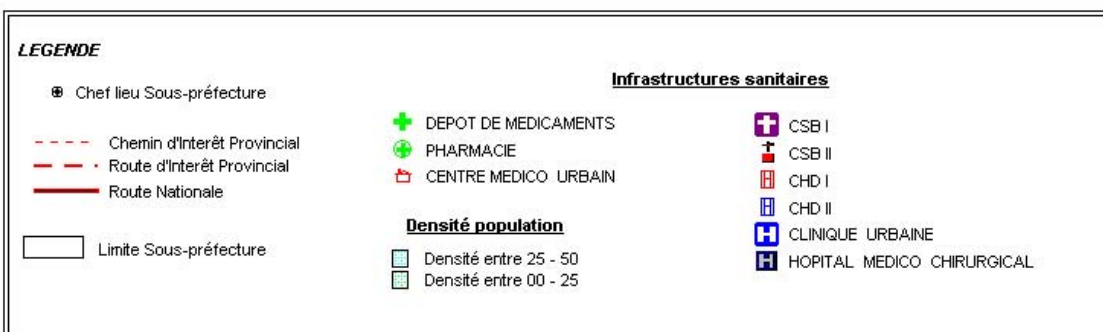 LEGENDE
Chef lieu Sous-préfecture
Chemin d'Interêt Provincial
Route d'Interêt Provincial
Route Nationale
Limite Sous-préfecture
Infrastructures sanitaires
DEPOT DE MEDICAMENTS
PHARMACIE
CENTRE MEDICO URBAIN
CSB I
CSB II
CHD I
CHD II
CLINIQUE URBAINE
HOPITAL MEDICO CHIRURGICAL
Densité population
Densité entre 25 - 50
Densité entre 00 - 25